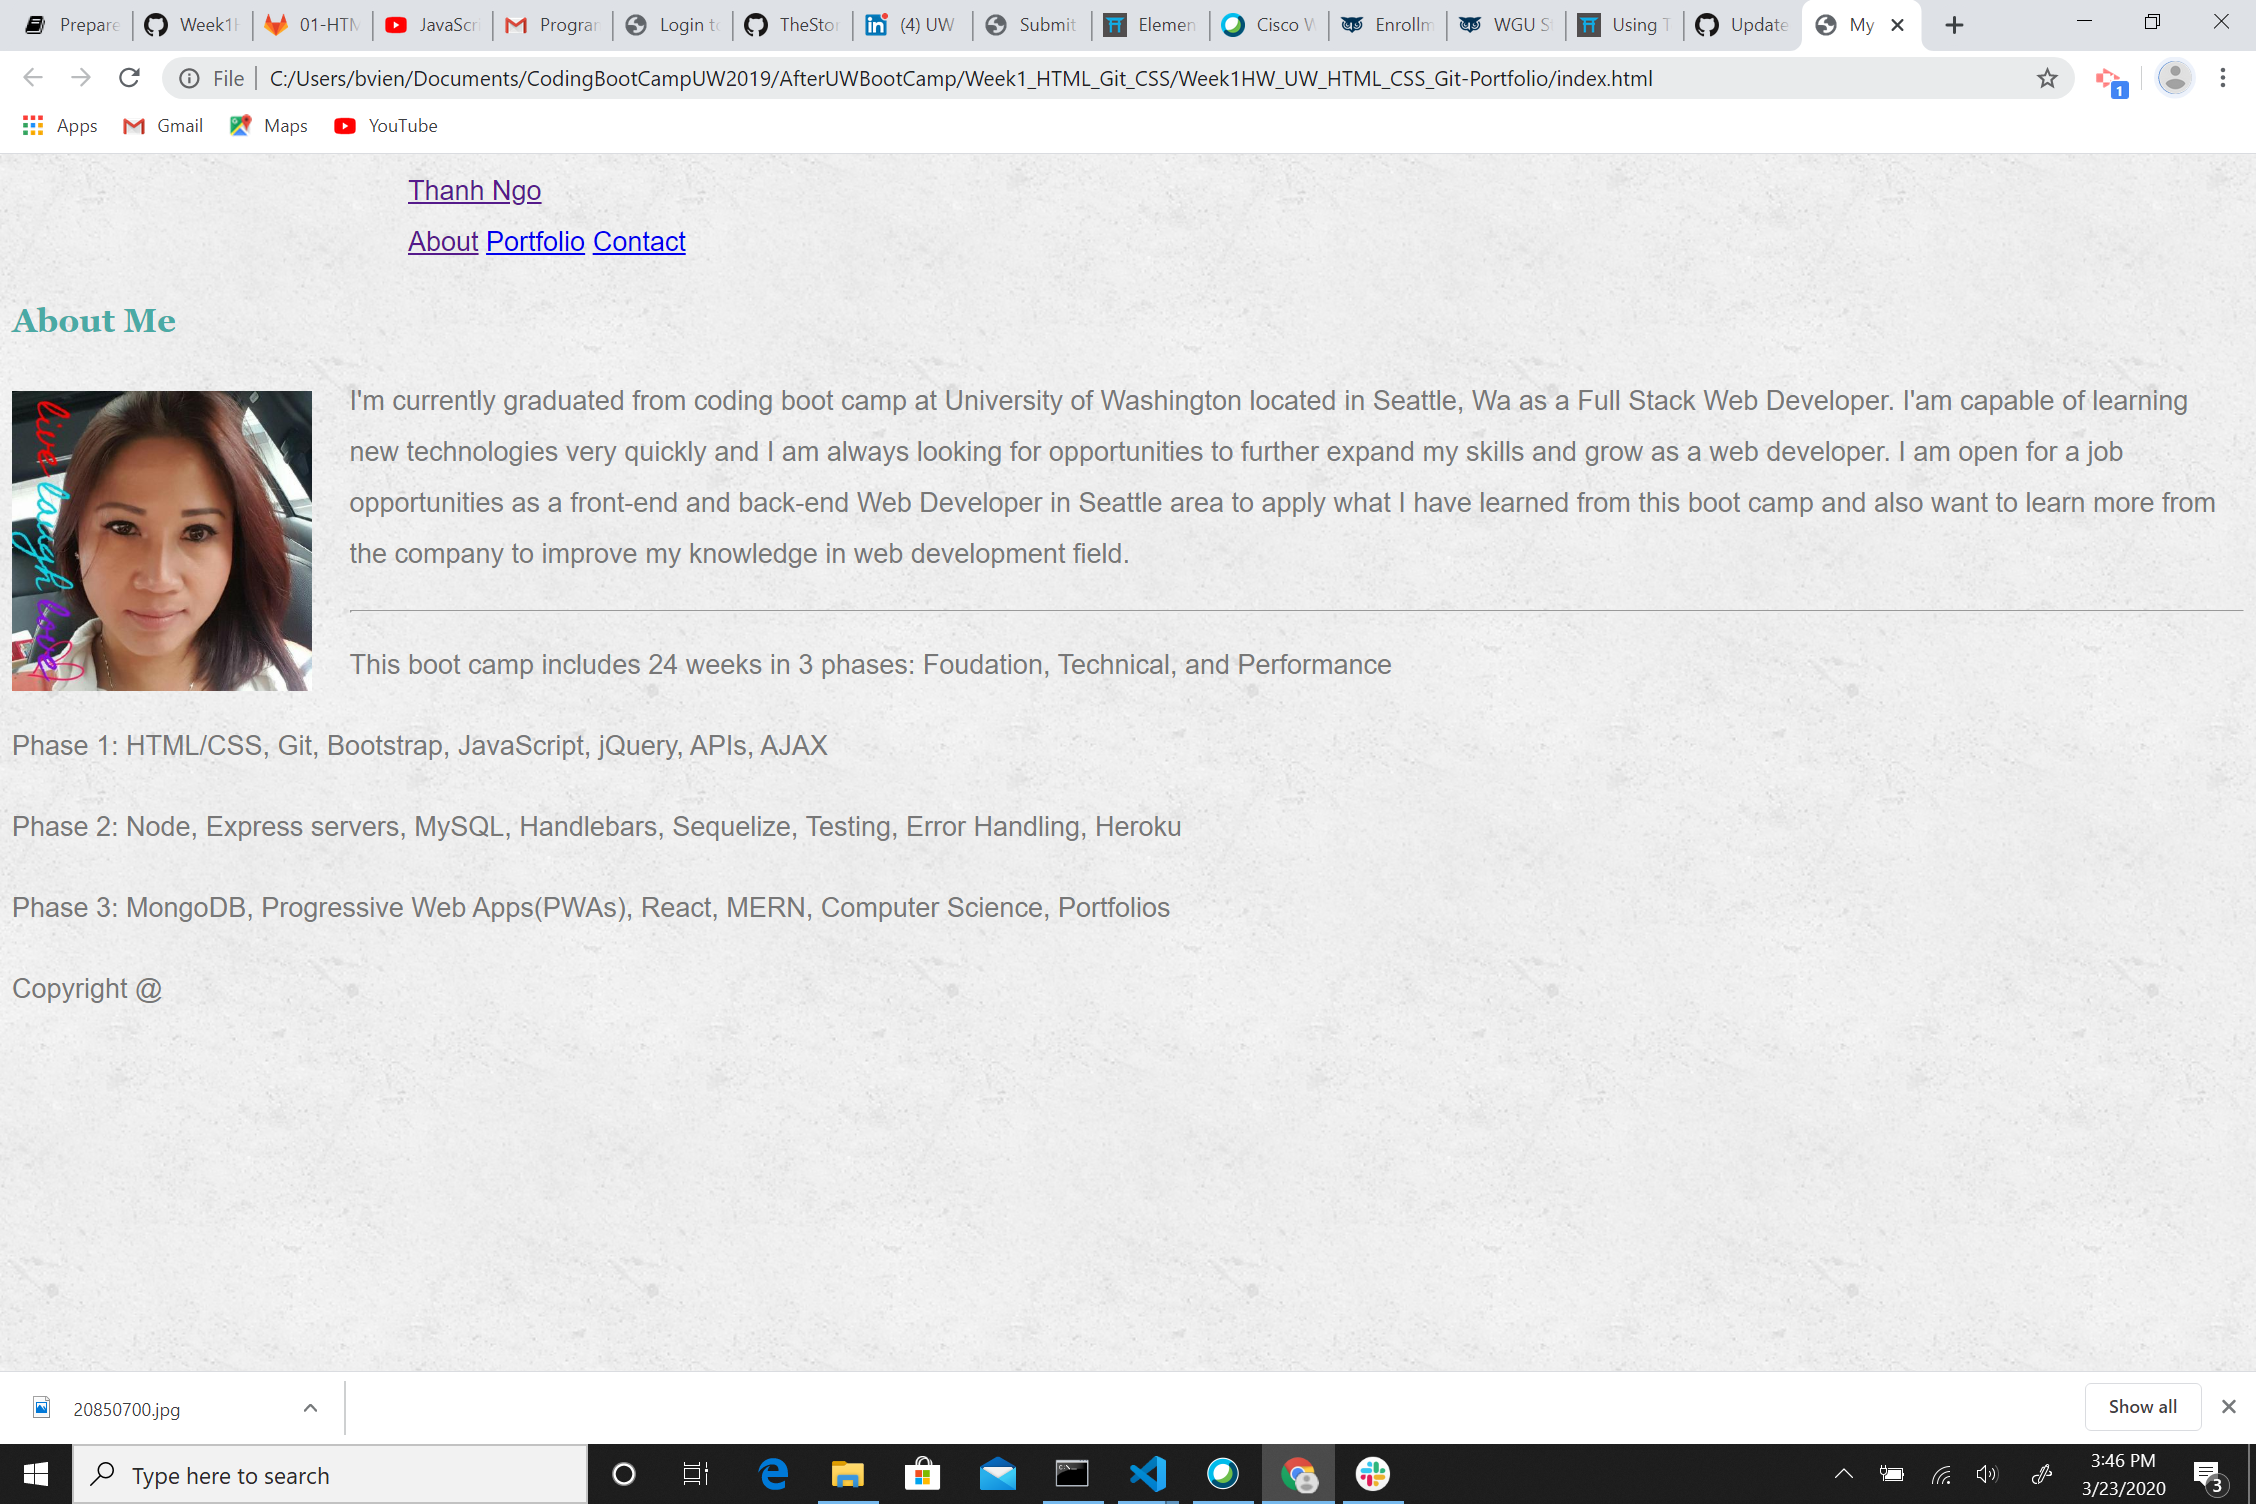 Prepare Week1H 01-HTM JavaScri Progran Login to TheStor (4) UW Submit Elemen Cisco W Enrollm WGU S Using T Update My
File C:/Users/bvien/Documents/CodingBootCampUW2019/AfterUWBootCamp/Week1_HTML_Git_CSS/Week1HW_UW_HTML_CSS_Git-Portfolio/index.html
1
Apps Gmail Maps YouTube
Thanh Ngo
About Portfolio Contact
About Me
live laugh love
I'm currently graduated from coding boot camp at University of Washington located in Seattle, Wa as a Full Stack Web Developer. I'am capable of learning
new technologies very quickly and I am always looking for opportunities to further expand my skills and grow as a web developer. I am open for a job
opportunities as a front-end and back-end Web Developer in Seattle area to apply what I have learned from this boot camp and also want to learn more from
the company to improve my knowledge in web development field.
This boot camp includes 24 weeks in 3 phases: Foudation, Technical, and Performance
Phase 1: HTML/CSS, Git, Bootstrap, JavaScript, jQuery, APIs, AJAX
Phase 2: Node, Express servers, MySQL, Handlebars, Sequelize, Testing, Error Handling, Heroku
Phase 3: MongoDB, Progressive Web Apps(PWAs), React, MERN, Computer Science, Portfolios
Copyright @
20850700.jpg
Show all
Type here to search
3:46 PM
3/23/2020
3